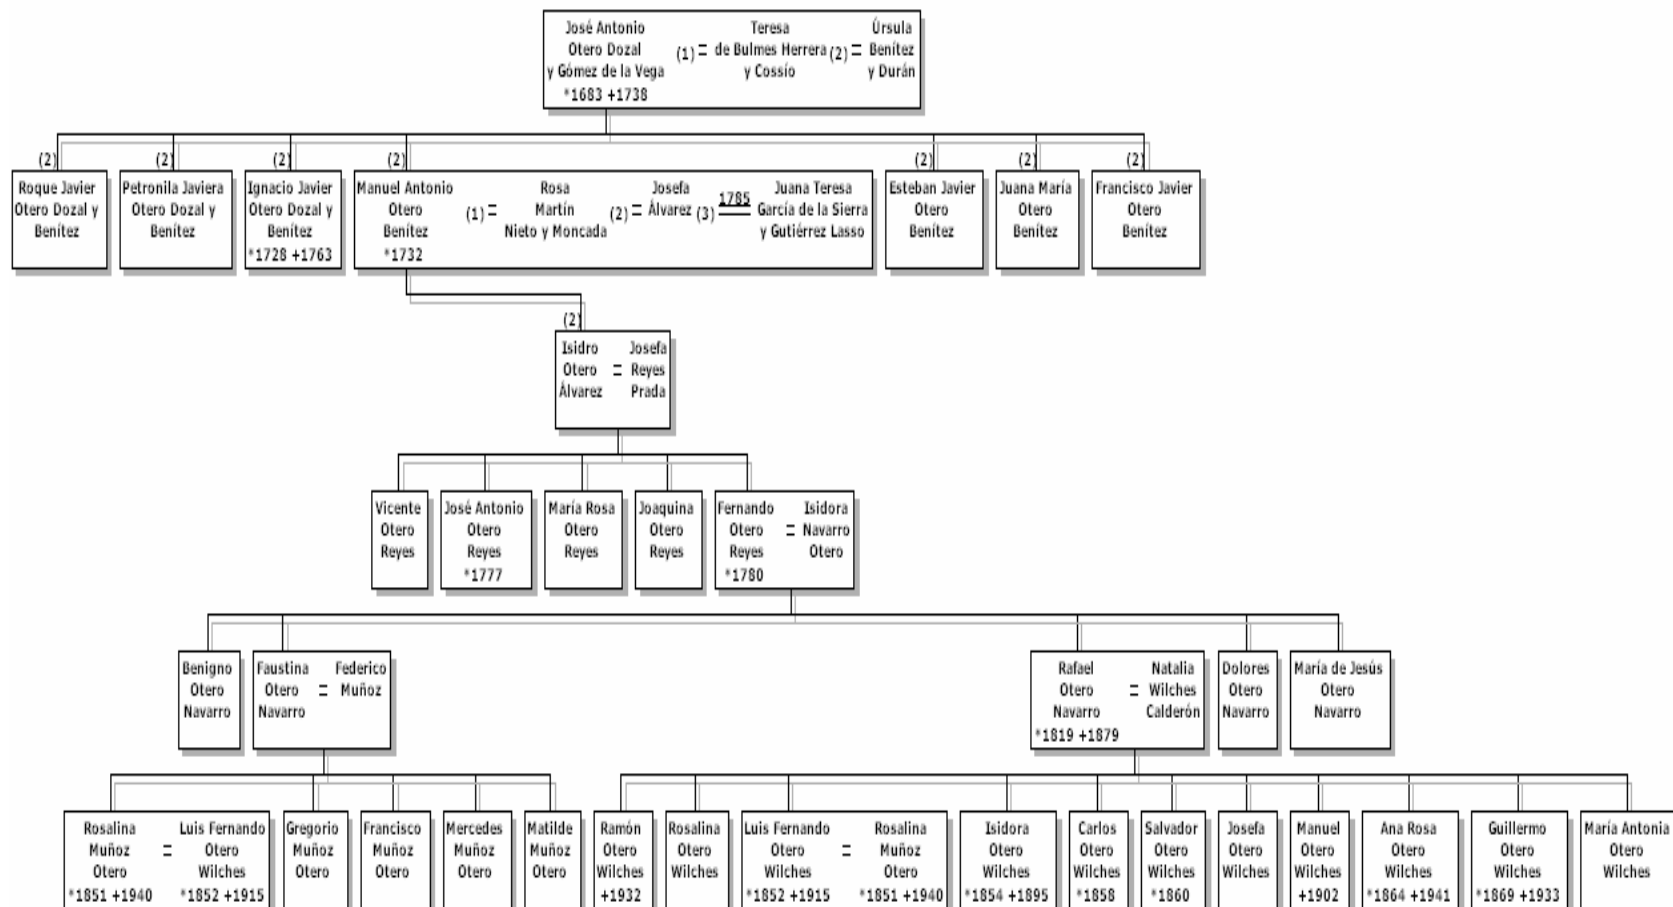 José Antonio
Otero Dozal
y Gómez de la Vega
*1683 +1738
(1) =
Teresa
de Bulmes Herrera
y Cossío
(2) =
Úrsula
Benítez
y Durán
(2)
Roque Javier
Otero Dozal y
Benítez
(2)
Petronila Javiera
Otero Dozal y
Benítez
(2)
Ignacio Javier
Otero Dozal y
Benítez
*1728 +1763
(2)
Manuel Antonio
Otero
Benítez
*1732
(1) =
Rosa
Martín
Nieto y Moncada
(2) =
Josefa
Álvarez
(3)
1785
Juana Teresa
García de la Sierra
y Gutiérrez Lasso
(2)
Esteban Javier
Otero
Benítez
(2)
Juana María
Otero
Benítez
(2)
Francisco Javier
Otero
Benítez
(2)
Isidro
Otero
Álvarez
=
Josefa
Reyes
Prada
Vicente
Otero
Reyes
José Antonio
Otero
Reyes
*1777
María Rosa
Otero
Reyes
Joaquina
Otero
Reyes
Fernando
Otero
Reyes
*1780
=
Isidora
Navarro
Otero
Benigno
Otero
Navarro
Faustina
Otero
Navarro
=
Federico
Muñoz
Rafael
Otero
Navarro
*1819 +1879
=
Natalia
Wilches
Calderón
Dolores
Otero
Navarro
María de Jesús
Otero
Navarro
Rosalina
Muñoz
Otero
*1851 +1940
=
Luis Fernando
Otero
Wilches
*1852 +1915
Gregorio
Muñoz
Otero
Francisco
Muñoz
Otero
Mercedes
Muñoz
Otero
Matilde
Muñoz
Otero
Ramón
Otero
Wilches
+1932
Rosalina
Otero
Wilches
Luis Fernando
Otero
Wilches
*1852 +1915
=
Rosalina
Muñoz
Otero
*1851 +1940
Isidora
Otero
Wilches
*1854 +1895
Carlos
Otero
Wilches
*1858
Salvador
Otero
Wilches
*1860
Josefa
Otero
Wilches
Manuel
Otero
Wilches
+1902
Ana Rosa
Otero
Wilches
*1864 +1941
Guillermo
Otero
Wilches
*1869 +1933
María Antonia
Otero
Wilches